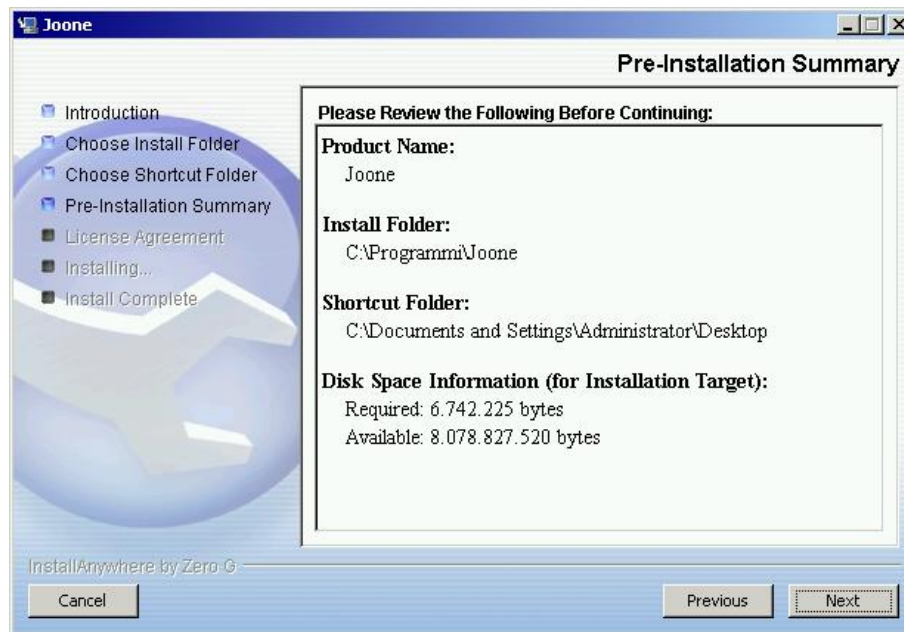 Joone
Pre-Installation Summary
Introduction
Choose Install Folder
Choose Shortcut Folder
Pre-Installation Summary
License Agreement
Installing...
Install Complete
Please Review the Following Before Continuing:
Product Name:
Joone
Install Folder:
C:\Programmi\Joone
Shortcut Folder:
C:\Documents and Settings\Administrator\Desktop
Disk Space Information (for Installation Target):
Required: 6.742.225 bytes
Available: 8.078.827.520 bytes
InstallAnywhere by Zero G
Cancel
Previous
Next